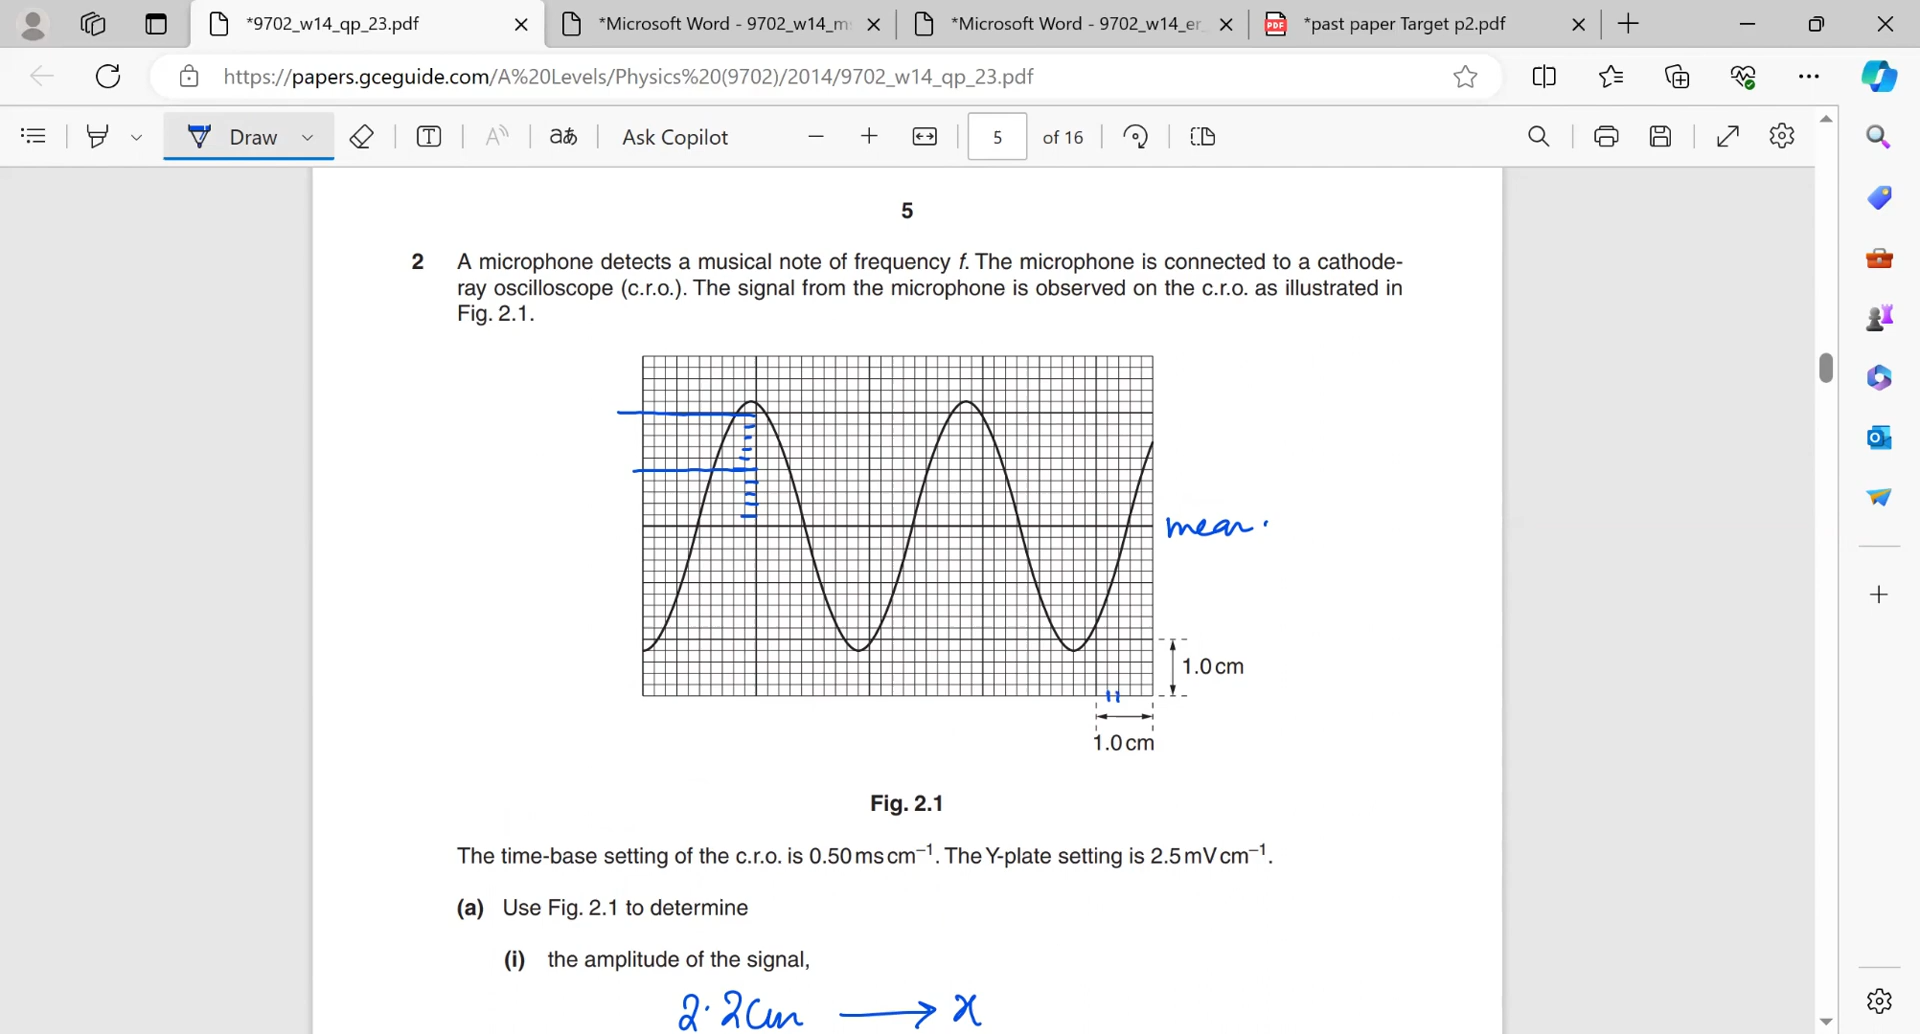 *9702_w14_qp_23.pdf
*Microsoft Word - 9702_w14_m
*Microsoft Word - 9702_w14_er_
*past paper Target p2.pdf
https://papers.gceguide.com/A%20Levels/Physics%20(9702)/2014/9702_w14_qp_23.pdf
Draw
aあ
Ask Copilot
5 of 16
5
2 A microphone detects a musical note of frequency f. The microphone is connected to a cathode-
ray oscilloscope (c.r.o.). The signal from the microphone is observed on the c.r.o. as illustrated in
Fig. 2.1.
mean.
1.0 cm
1.0 cm
Fig. 2.1
The time-base setting of the c.r.o. is 0.50 ms cm⁻¹. The Y-plate setting is 2.5 mV cm⁻¹.
(a) Use Fig. 2.1 to determine
(i) the amplitude of the signal,
2.2cm ⟶ x